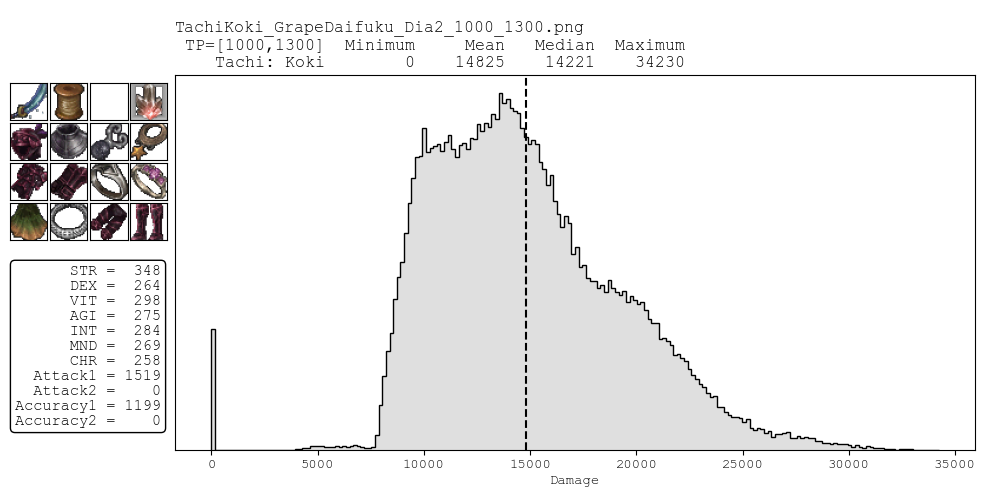 TachiKoki_GrapeDaifuku_Dia2_1000_1300.png
TP=[1000,1300] Minimum Mean Median Maximum
Tachi: Koki 0 14825 14221 34230
STR = 348
DEX = 264
VIT = 298
AGI = 275
INT = 284
MND = 269
CHR = 258
Attack1 = 1519
Attack2 = 0
Accuracy1 = 1199
Accuracy2 = 0
0 5000 10000 15000 20000 25000 30000 35000
Damage